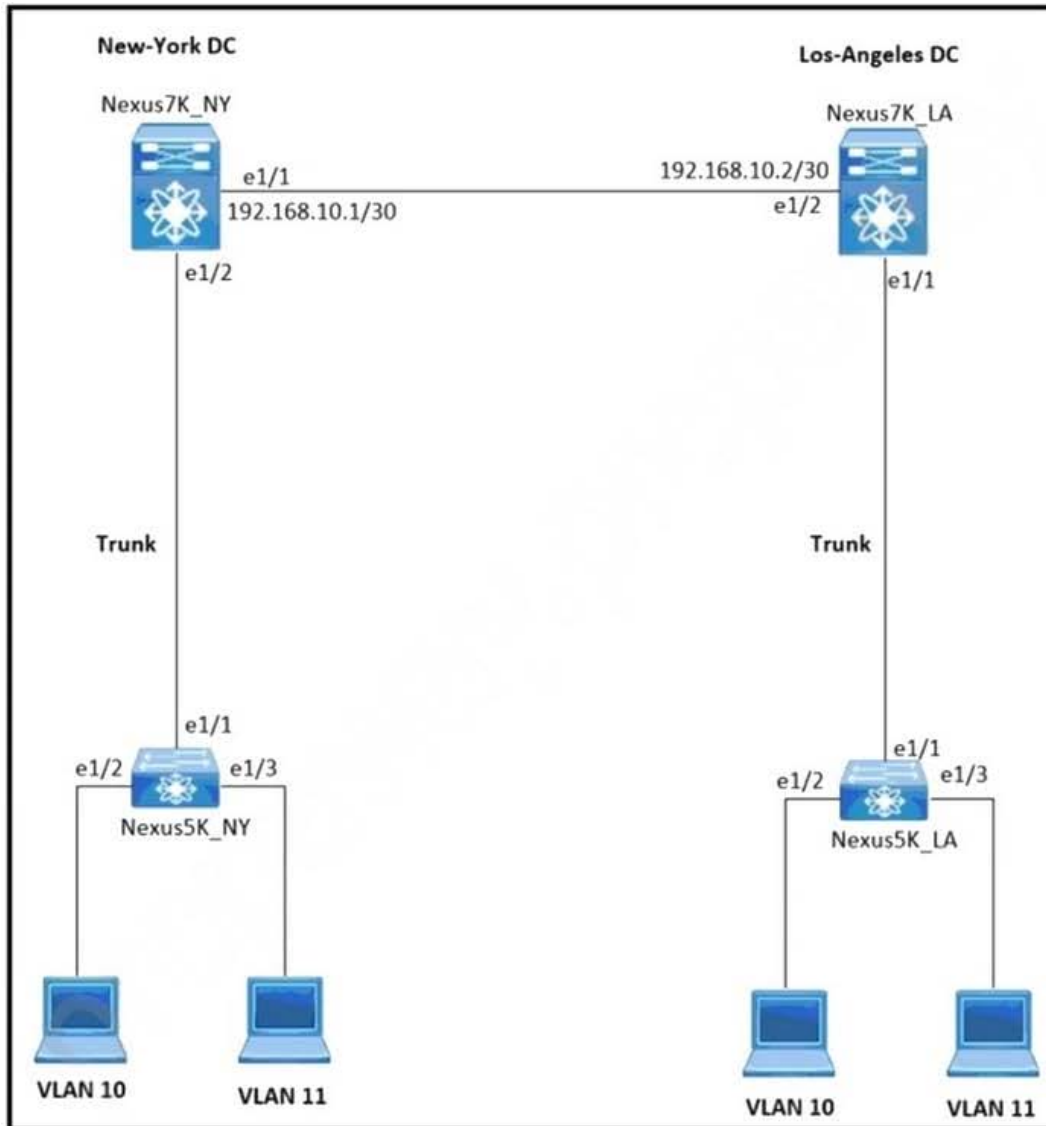 New-York DC
Los-Angeles DC
Nexus7K_NY
Nexus7K_LA
e1/1
192.168.10.2/30
192.168.10.1/30
e1/2
e1/2
e1/1
Trunk
Trunk
e1/1
e1/2
e1/3
Nexus5K_NY
e1/1
e1/2
e1/3
Nexus5K_LA
VLAN 10
VLAN 11
VLAN 10
VLAN 11